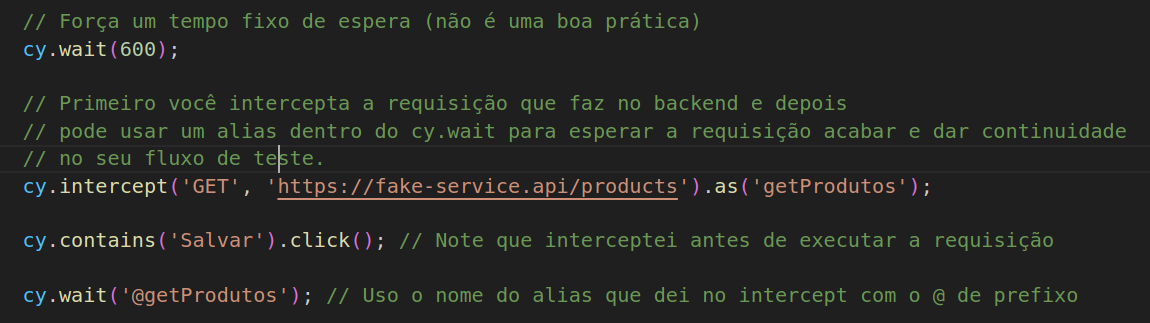 // Força um tempo fixo de espera (não é uma boa prática)
cy.wait(600);
// Primeiro você intercepta a requisição que faz no backend e depois
// pode usar um alias dentro do cy.wait para esperar a requisição acabar e dar continuidade
// no seu fluxo de teste.
cy.intercept('GET', 'https://fake-service.api/products').as('getProdutos');
cy.contains('Salvar').click(); // Note que interceptei antes de executar a requisição
cy.wait('@getProdutos'); // Uso o nome do alias que dei no intercept com o @ de prefixo